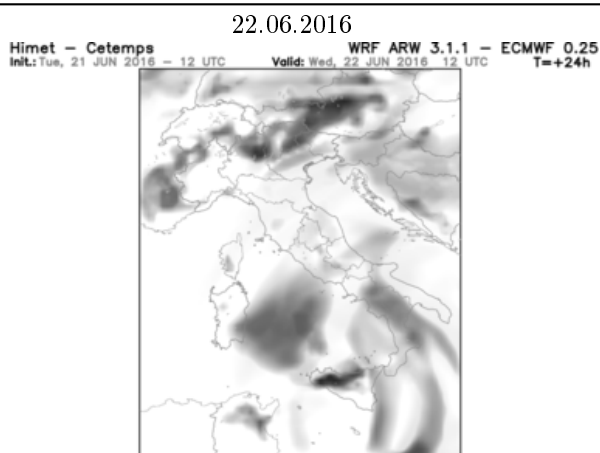 22.06.2016
Himet – Cetemps WRF ARW 3.1.1 – ECMWF 0.25
Init.: Tue, 21 JUN 2016 – 12 UTC Valid: Wed, 22 JUN 2016 12 UTC T=+24h